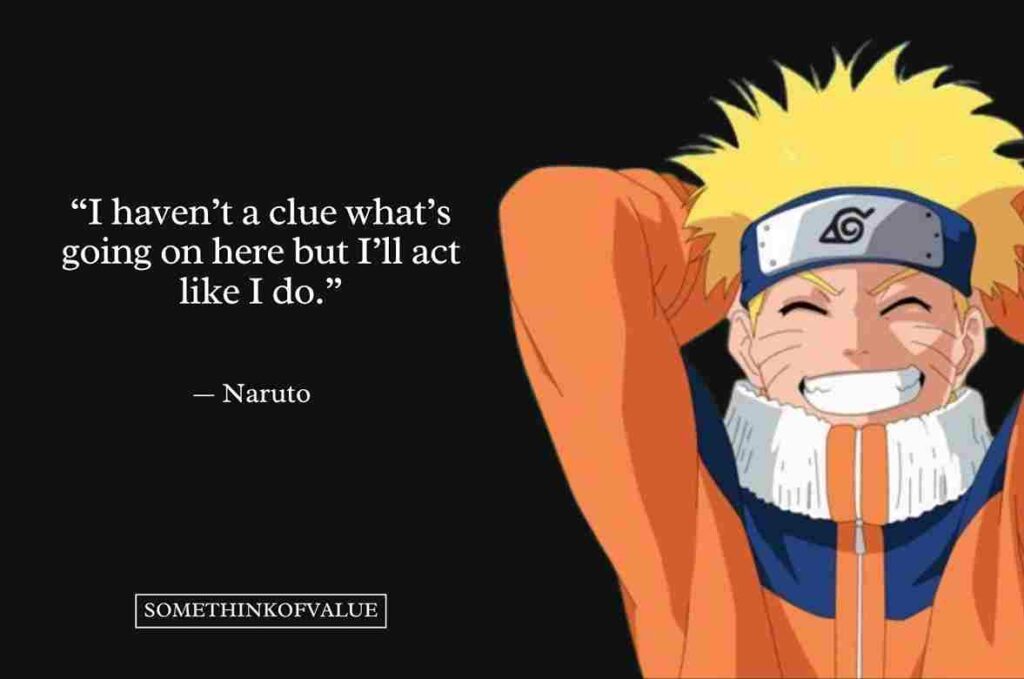 “I haven’t a clue what’s
going on here but I’ll act
like I do.”
— Naruto
SOMETHINKOFVALUE